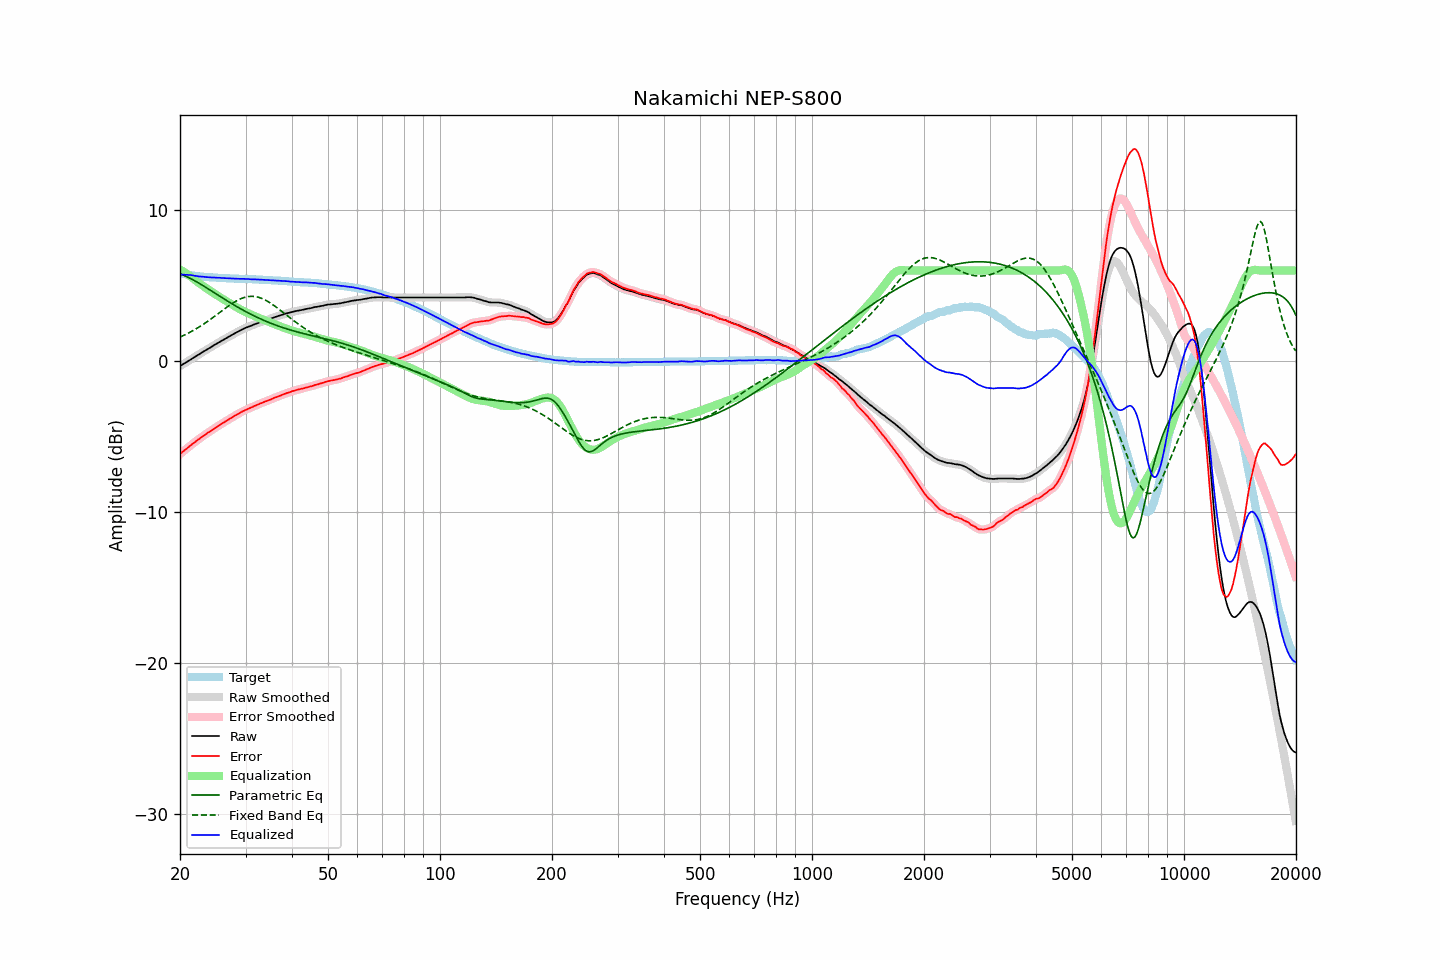 Nakamichi NEP-S800
Amplitude (dBr)
10
0
−10
−20
−30
Target
Raw Smoothed
Error Smoothed
Raw
Error
Equalization
Parametric Eq
Fixed Band Eq
Equalized
20 50 100 200 500 1000 2000 5000 10000 20000
Frequency (Hz)